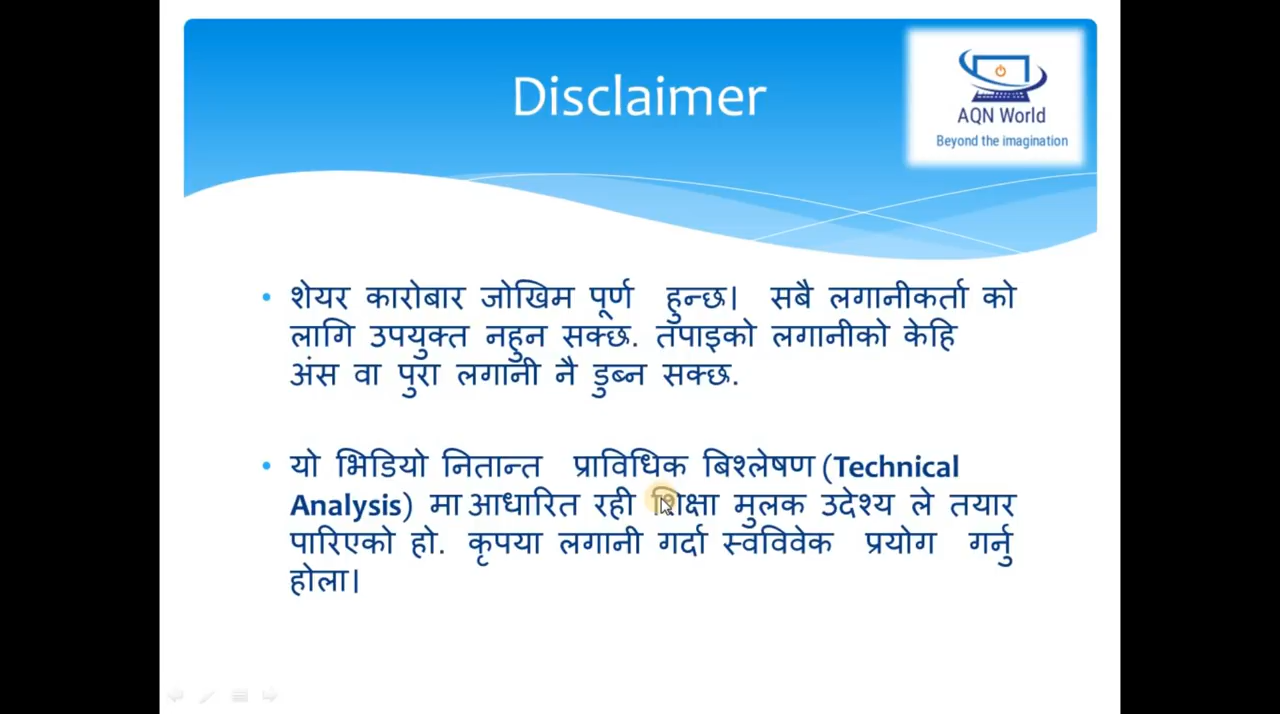 Disclaimer
AQN World
Beyond the imagination
• शेयर कारोबार जोखिम पूर्ण हुन्छ। सबै लगानीकर्ता को
लागि उपयुक्त नहुन सक्छ. तपाइको लगानीको केहि
अंस वा पुरा लगानी नै डुब्न सक्छ.
• यो भिडियो नितान्त प्राविधिक बिश्लेषण (Technical
Analysis) मा आधारित रही शिक्षा मुलक उदेश्य ले तयार
पारिएको हो. कृपया लगानी गर्दा स्वविवेक प्रयोग गर्नु
होला।